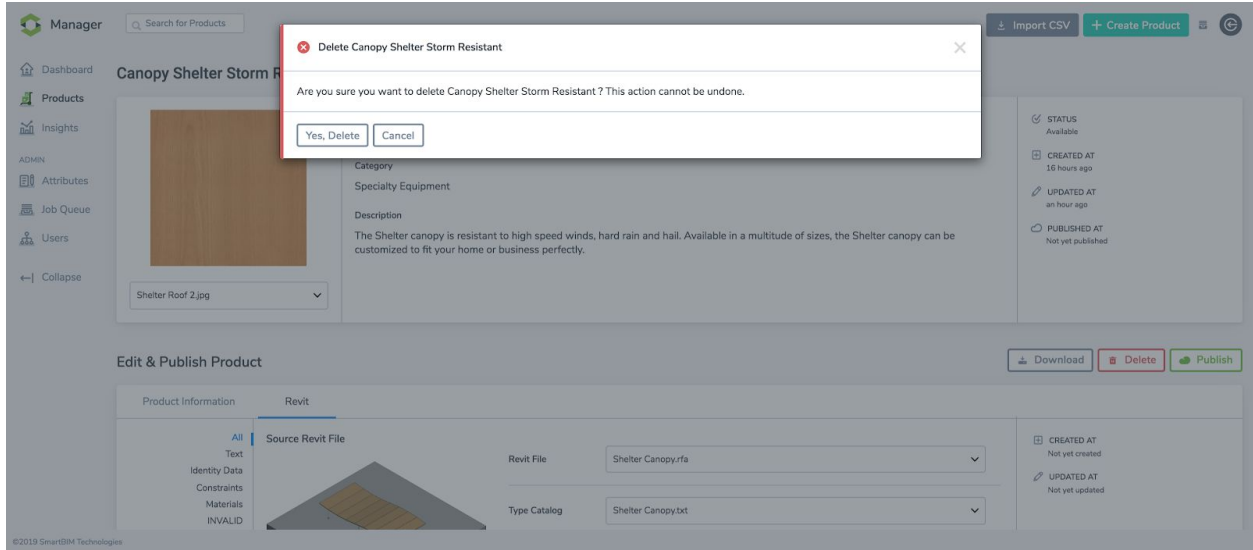 Manager
Search for Products
Import CSV
+ Create Product
Delete Canopy Shelter Storm Resistant
Are you sure you want to delete Canopy Shelter Storm Resistant ? This action cannot be undone.
Yes, Delete
Cancel
Dashboard
Products
Insights
ADMIN
Attributes
Job Queue
Users
Collapse
Canopy Shelter Storm
Shelter Roof 2.jpg
Category
Specialty Equipment
Description
The Shelter canopy is resistant to high speed winds, hard rain and hail. Available in a multitude of sizes, the Shelter canopy can be
customized to fit your home or business perfectly.
STATUS
Available
CREATED AT
16 hours ago
UPDATED AT
an hour ago
PUBLISHED AT
Not yet published
Edit & Publish Product
Download
Delete
Publish
Product Information
Revit
All
Text
Identity Data
Constraints
Materials
INVALID
Source Revit File
Revit File
Shelter Canopy.rfa
Type Catalog
Shelter Canopy.txt
CREATED AT
Not yet created
UPDATED AT
Not yet updated
©2019 SmartBIM Technologies